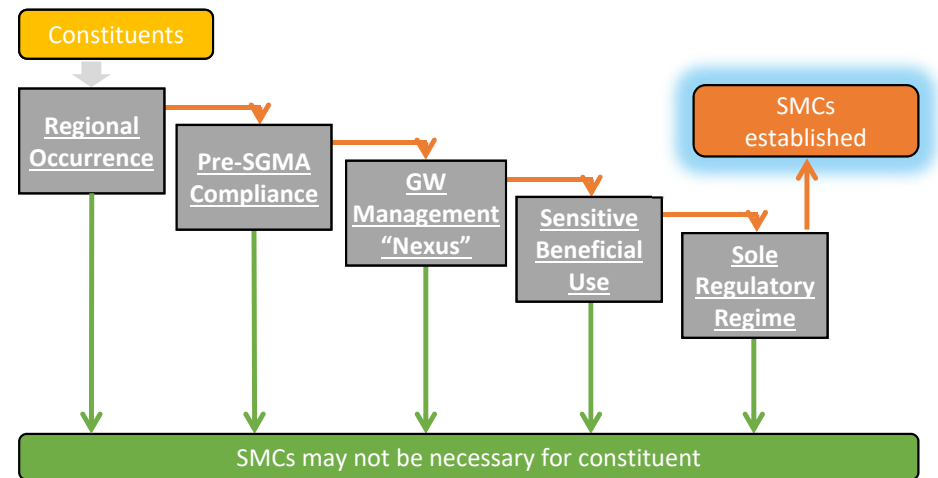 Constituents
Regional
Occurrence
Pre-SGMA
Compliance
GW
Management
“Nexus”
Sensitive
Beneficial
Use
Sole
Regulatory
Regime
SMCs
established
SMCs may not be necessary for constituent